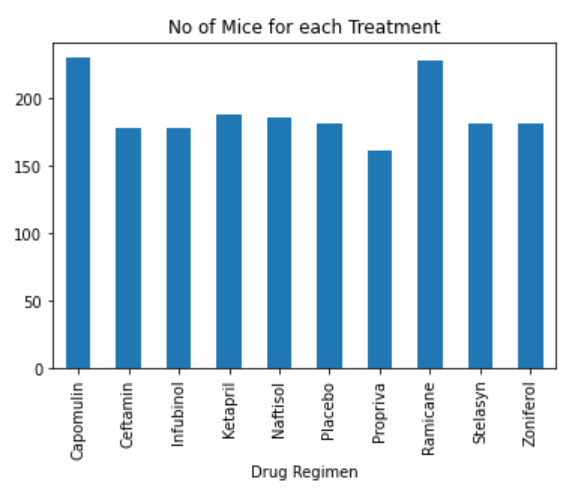 No of Mice for each Treatment
200
150
100
50
0
Capomulin
Ceftamin
Infubinol
Ketapril
Naftisol
Placebo
Propriva
Ramicane
Stelasyn
Zoniferol
Drug Regimen